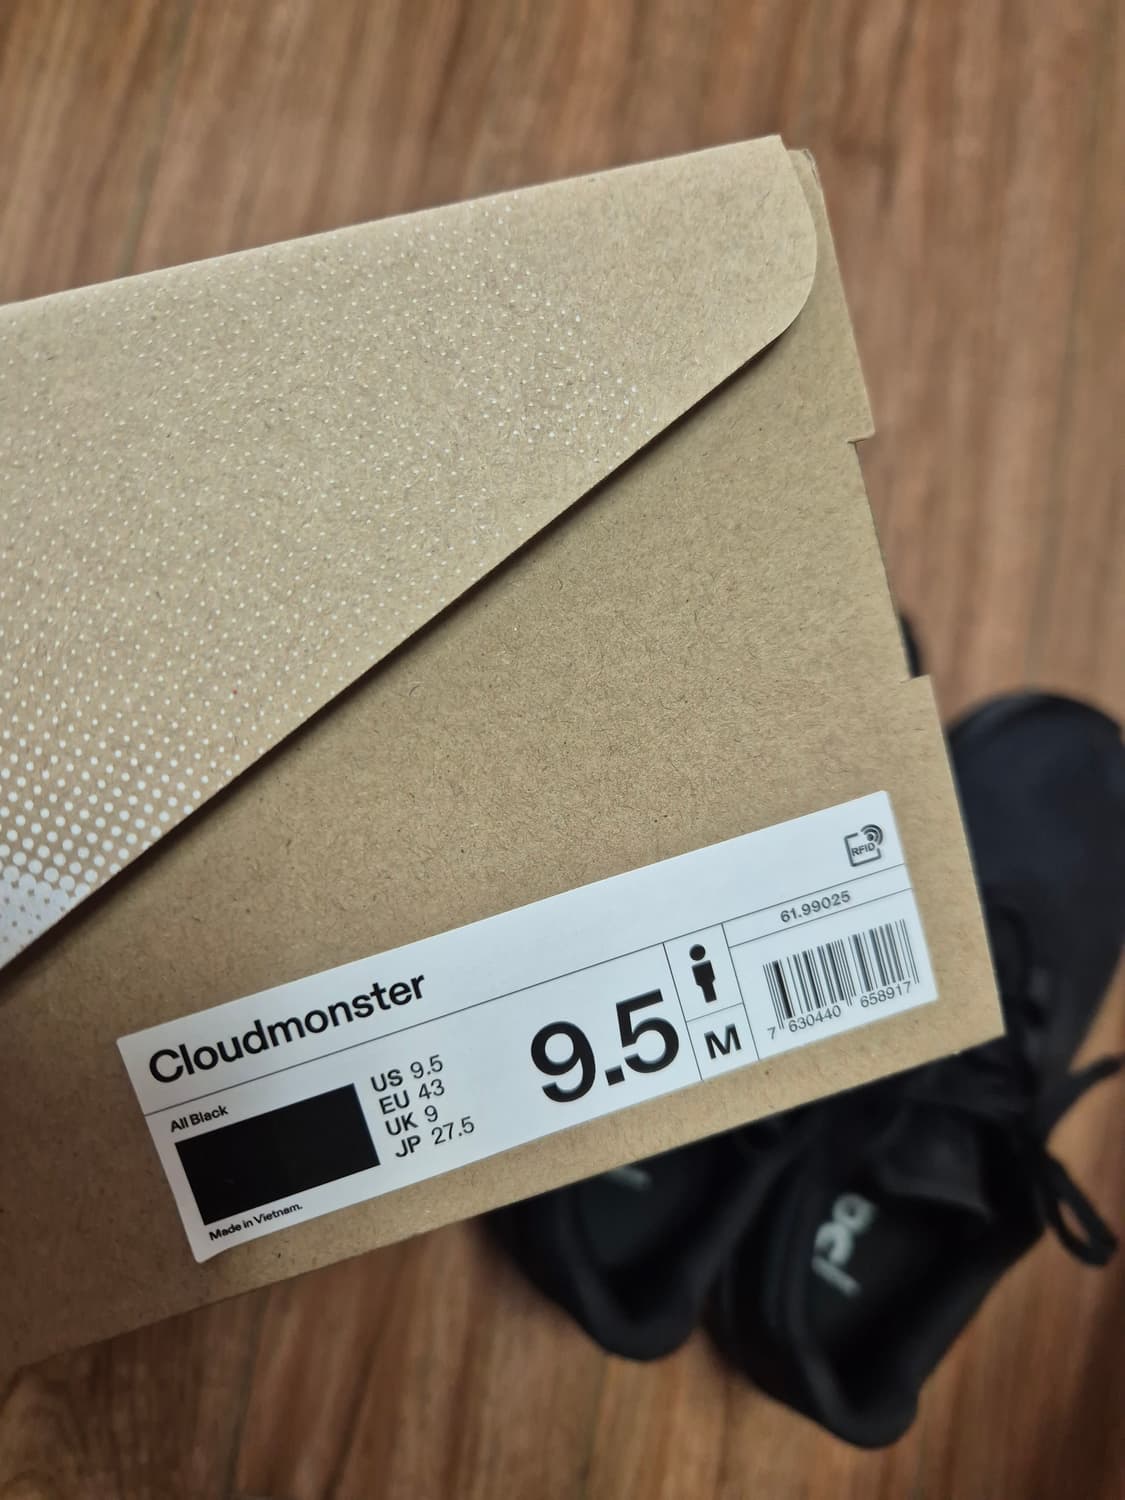 RFID
61.99025
Cloudmonster
All Black
US 9.5
EU 43
UK 9
JP 27.5
9.5
M
7 630440 658917
Made in Vietnam.